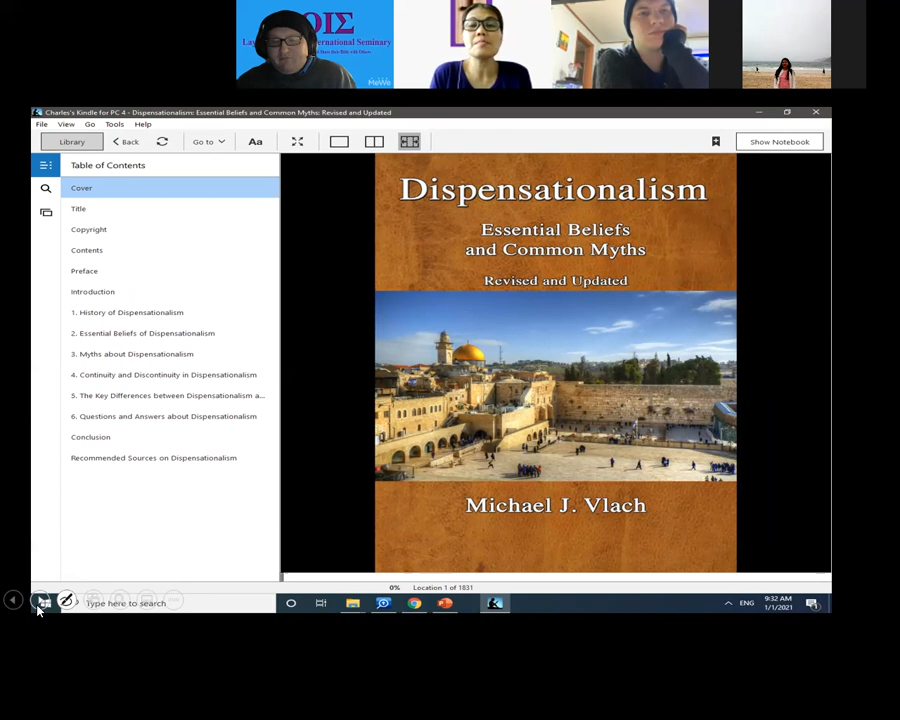 ΟΙΣ
International Seminary
MeWe
Charles's Kindle for PC 4 - Dispensationalism: Essential Beliefs and Common Myths: Revised and Updated
File View Go Tools Help
Library Back Go to Aa Show Notebook
Table of Contents
Cover
Title
Copyright
Contents
Preface
Introduction
1. History of Dispensationalism
2. Essential Beliefs of Dispensationalism
3. Myths about Dispensationalism
4. Continuity and Discontinuity in Dispensationalism
5. The Key Differences between Dispensationalism a...
6. Questions and Answers about Dispensationalism
Conclusion
Recommended Sources on Dispensationalism
Dispensationalism
Essential Beliefs
and Common Myths
Revised and Updated
Michael J. Vlach
0% Location 1 of 1831
Type here to search
ENG
9:32 AM
1/1/2021